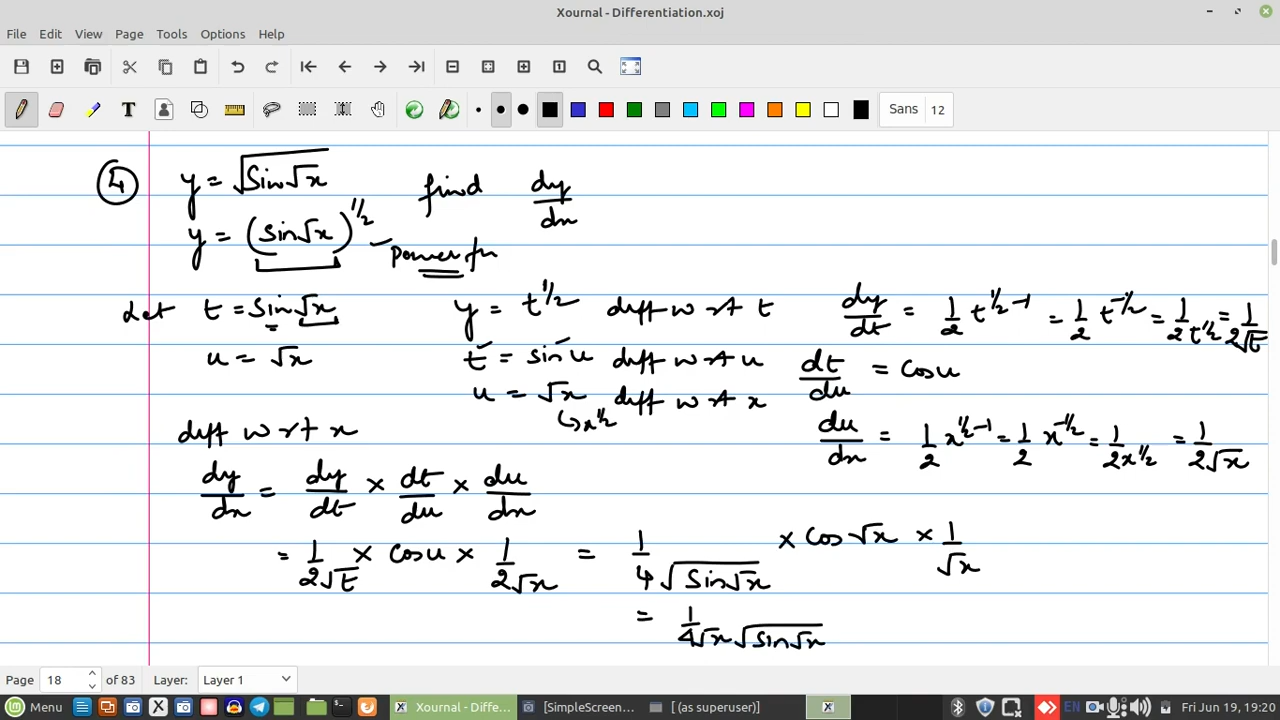 Xournal - Differentiation.xoj
File Edit View Page Tools Options Help
Sans 12
4 y = √Sin√x find dy/dx
y = (sin√x)^1/2 Power fn
Let t = sin√x y = t^1/2 diff w r t t dy/dt = 1/2 t^1/2-1 = 1/2 t^-1/2 = 1/2t^1/2 = 1/2√t
u = √x t = sin u diff w r t u dt/du = cosu
u = √x diff w r t x
↳x^1/2
diff w r t x du/dx = 1/2 x^1/2-1 = 1/2 x^-1/2 = 1/2x^1/2 = 1/2√x
dy/dx = dy/dt × dt/du × du/dx
= 1/2√t × cosu × 1/2√x = 1/4√Sin√x × cos√x × 1/√x
= 1/4√x√sin√x
Page 18 of 83 Layer: Layer 1
Menu Xournal - Diffe... [SimpleScreen... [ (as superuser)] EN Fri Jun 19, 19:20